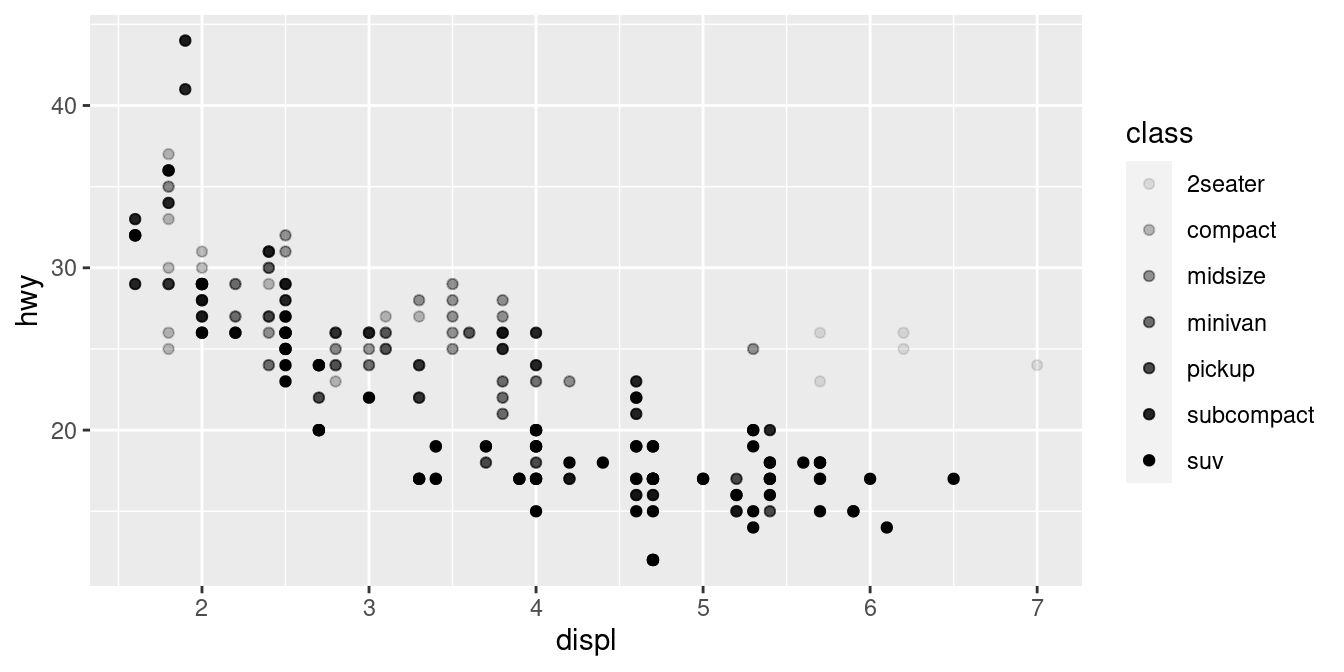 40
30
20
hwy
2 3 4 5 6 7
displ
class
2seater
compact
midsize
minivan
pickup
subcompact
suv